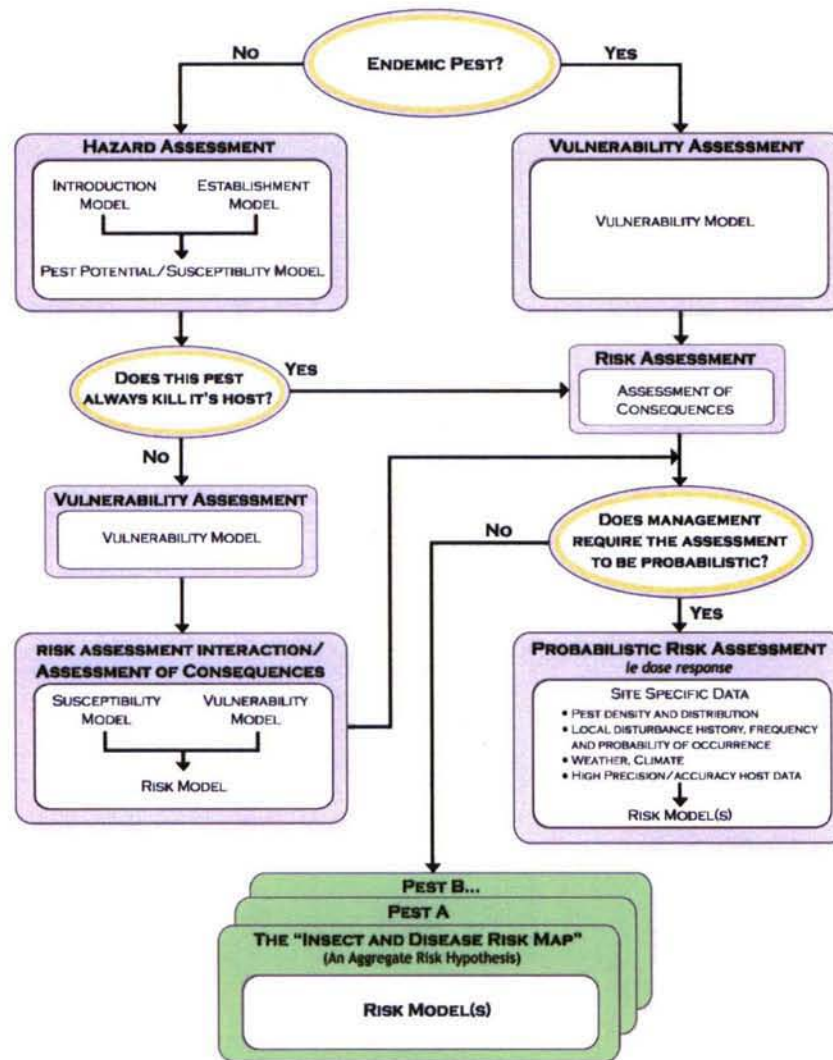 ENDEMIC PEST?
NO
YES
HAZARD ASSESSMENT
INTRODUCTION
MODEL
ESTABLISHMENT
MODEL
PEST POTENTIAL/SUSCEPTIBLITY MODEL
VULNERABILITY ASSESSMENT
VULNERABILITY MODEL
DOES THIS PEST
ALWAYS KILL IT'S HOST?
YES
NO
RISK ASSESSMENT
ASSESSMENT OF
CONSEQUENCES
VULNERABILITY ASSESSMENT
VULNERABILITY MODEL
DOES MANAGEMENT
REQUIRE THE ASSESSMENT
TO BE PROBABILISTIC?
NO
YES
RISK ASSESSMENT INTERACTION/
ASSESSMENT OF CONSEQUENCES
SUSCEPTIBILITY
MODEL
VULNERABILITY
MODEL
RISK MODEL
PROBABILISTIC RISK ASSESSMENT
Ie dose response
SITE SPECIFIC DATA
• PEST DENSITY AND DISTRIBUTION
• LOCAL DISTURBANCE HISTORY, FREQUENCY
AND PROBABILITY OF OCCURRENCE
• WEATHER, CLIMATE
• HIGH PRECISION/ACCURACY HOST DATA
RISK MODEL(S)
PEST B...
PEST A
THE "INSECT AND DISEASE RISK MAP"
(An Aggregate Risk Hypothesis)
RISK MODEL(S)